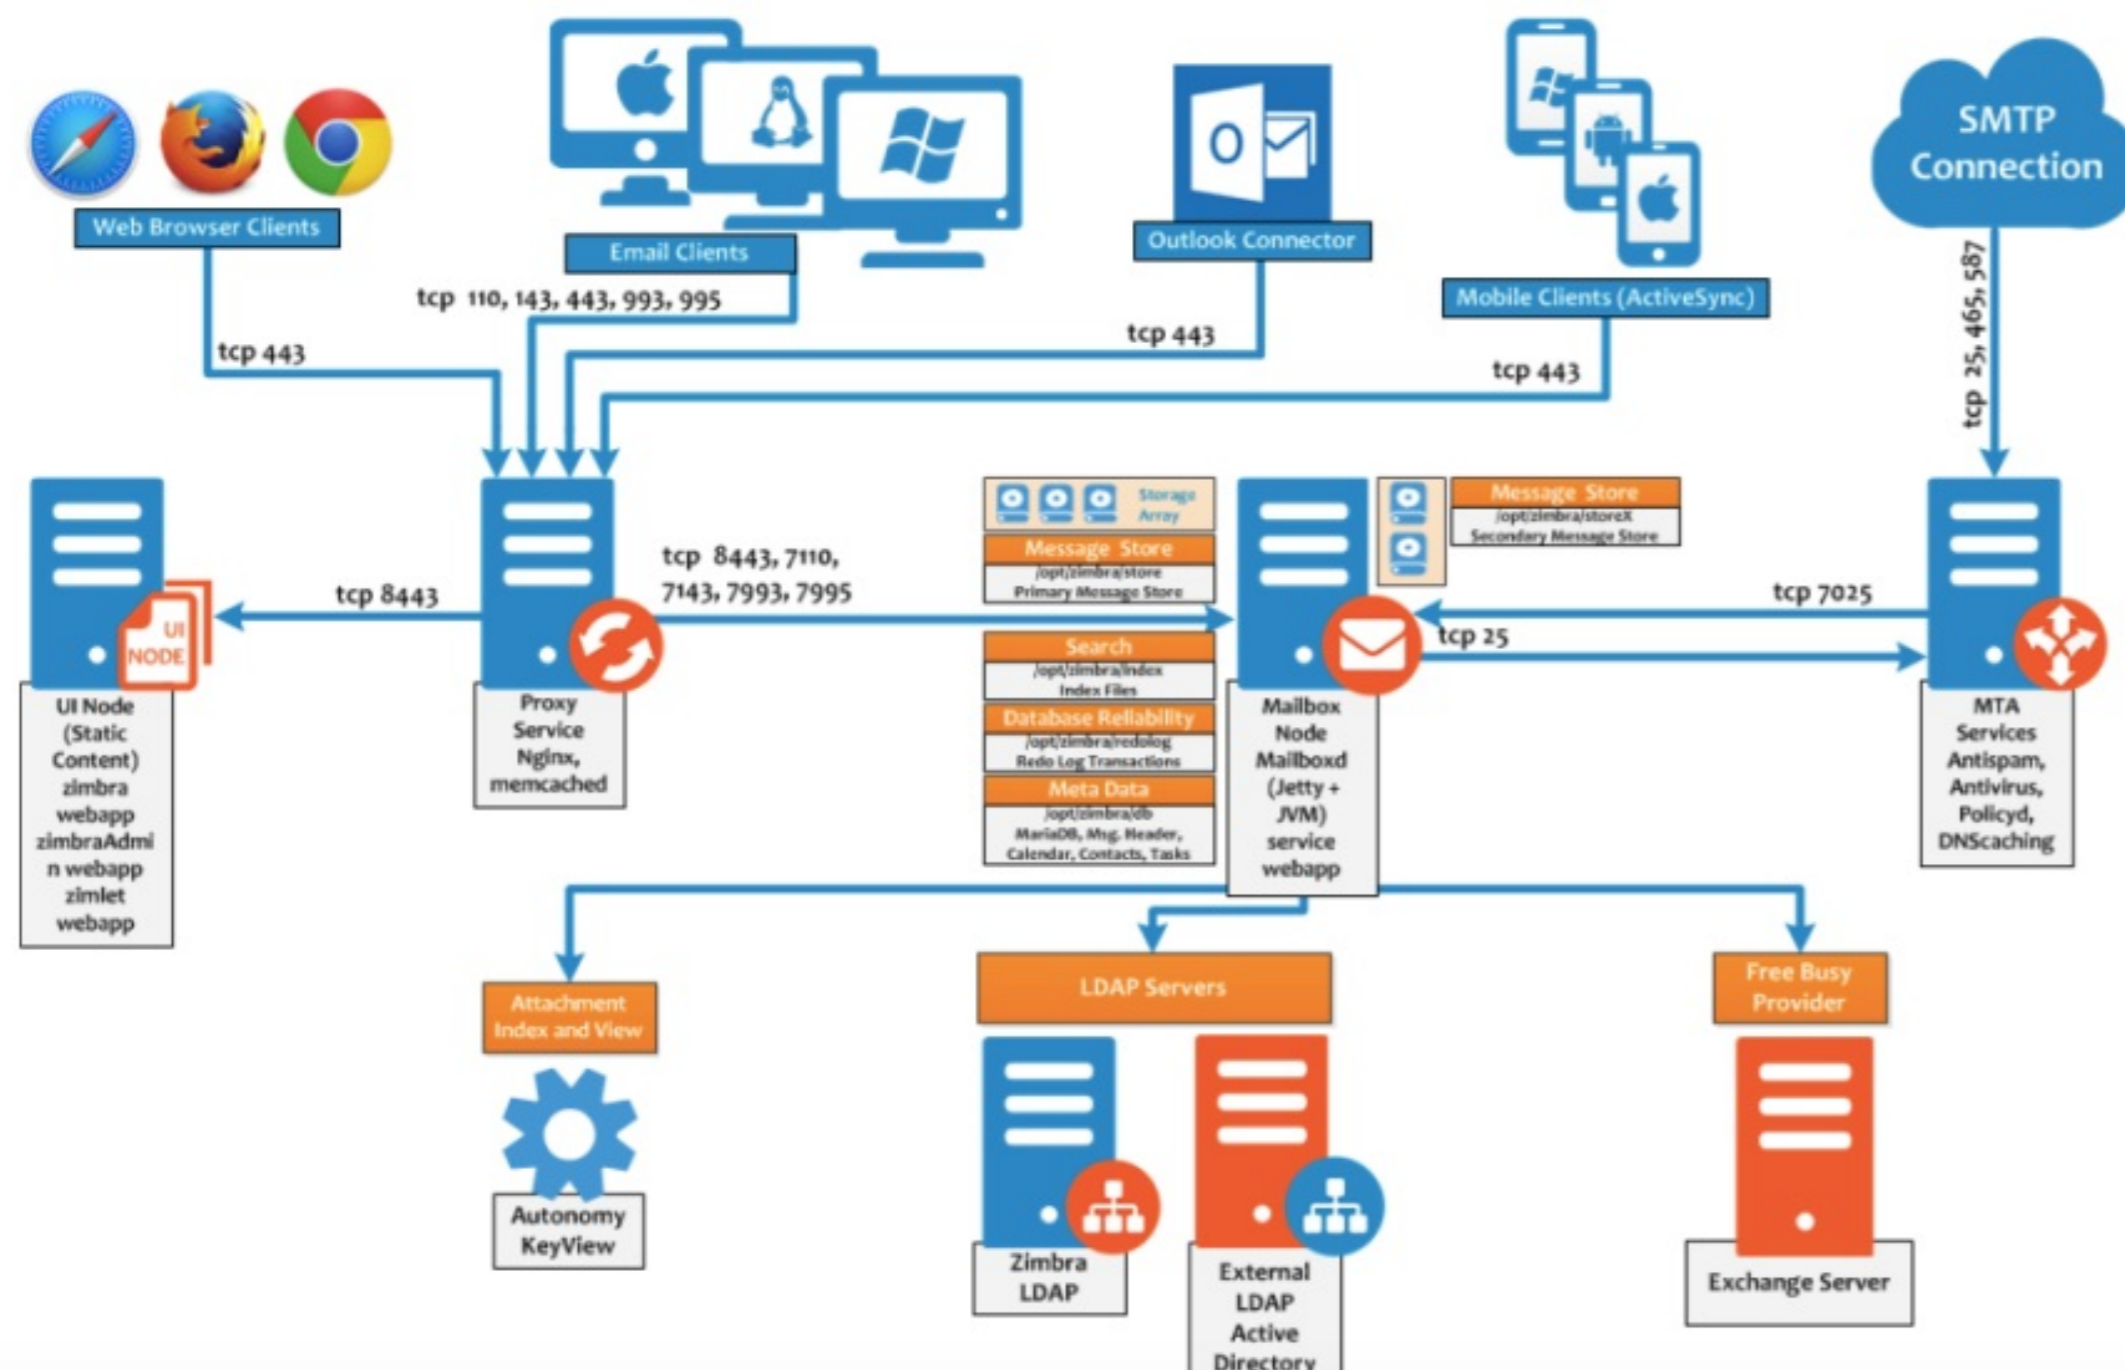 SMTP
Connection
Web Browser Clients
Email Clients
Outlook Connector
Mobile Clients (ActiveSync)
tcp 110, 143, 443, 993, 995
tcp 443
tcp 443
tcp 443
tcp 25, 465, 587
UI
NODE
tcp 8443
tcp 8443, 7110,
7143, 7993, 7995
Storage
Array
Message Store
/opt/zimbra/store
Primary Message Store
Search
/opt/zimbra/index
Index Files
Database Reliability
/opt/zimbra/redolog
Redo Log Transactions
Meta Data
/opt/zimbra/db
MariaDB, Msg. Header,
Calendar, Contacts, Tasks
Message Store
/opt/zimbra/storeX
Secondary Message Store
tcp 7025
tcp 25
UI Node
(Static
Content)
zimbra
webapp
zimbraAdmi
n webapp
zimlet
webapp
Proxy
Service
Nginx,
memcached
Mailbox
Node
Mailboxd
(Jetty +
JVM)
service
webapp
MTA
Services
Antispam,
Antivirus,
Policyd,
DNScaching
Attachment
Index and View
LDAP Servers
Free Busy
Provider
Autonomy
KeyView
Zimbra
LDAP
External
LDAP
Active
Directory
Exchange Server